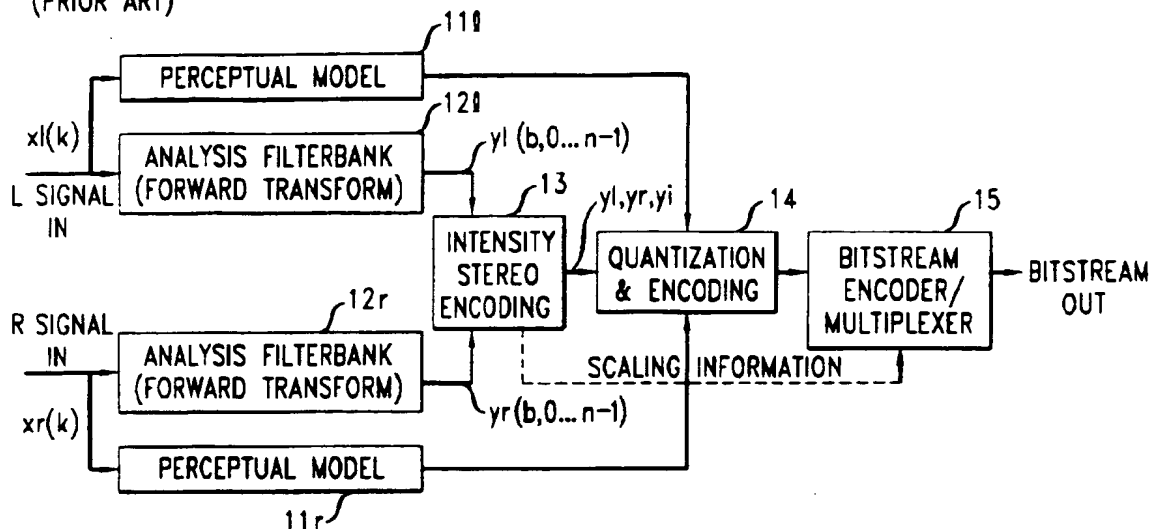 (PRIOR ART)
11l
PERCEPTUAL MODEL
12l
xl(k)
ANALYSIS FILTERBANK
(FORWARD TRANSFORM)
yl(b,0...n-1)
L SIGNAL
IN
13
INTENSITY
STEREO
ENCODING
yl,yr,yi
14
QUANTIZATION
& ENCODING
15
BITSTREAM
ENCODER/
MULTIPLEXER
BITSTREAM
OUT
12r
R SIGNAL
IN
ANALYSIS FILTERBANK
(FORWARD TRANSFORM)
SCALING INFORMATION
yr(b,0...n-1)
xr(k)
PERCEPTUAL MODEL
11r